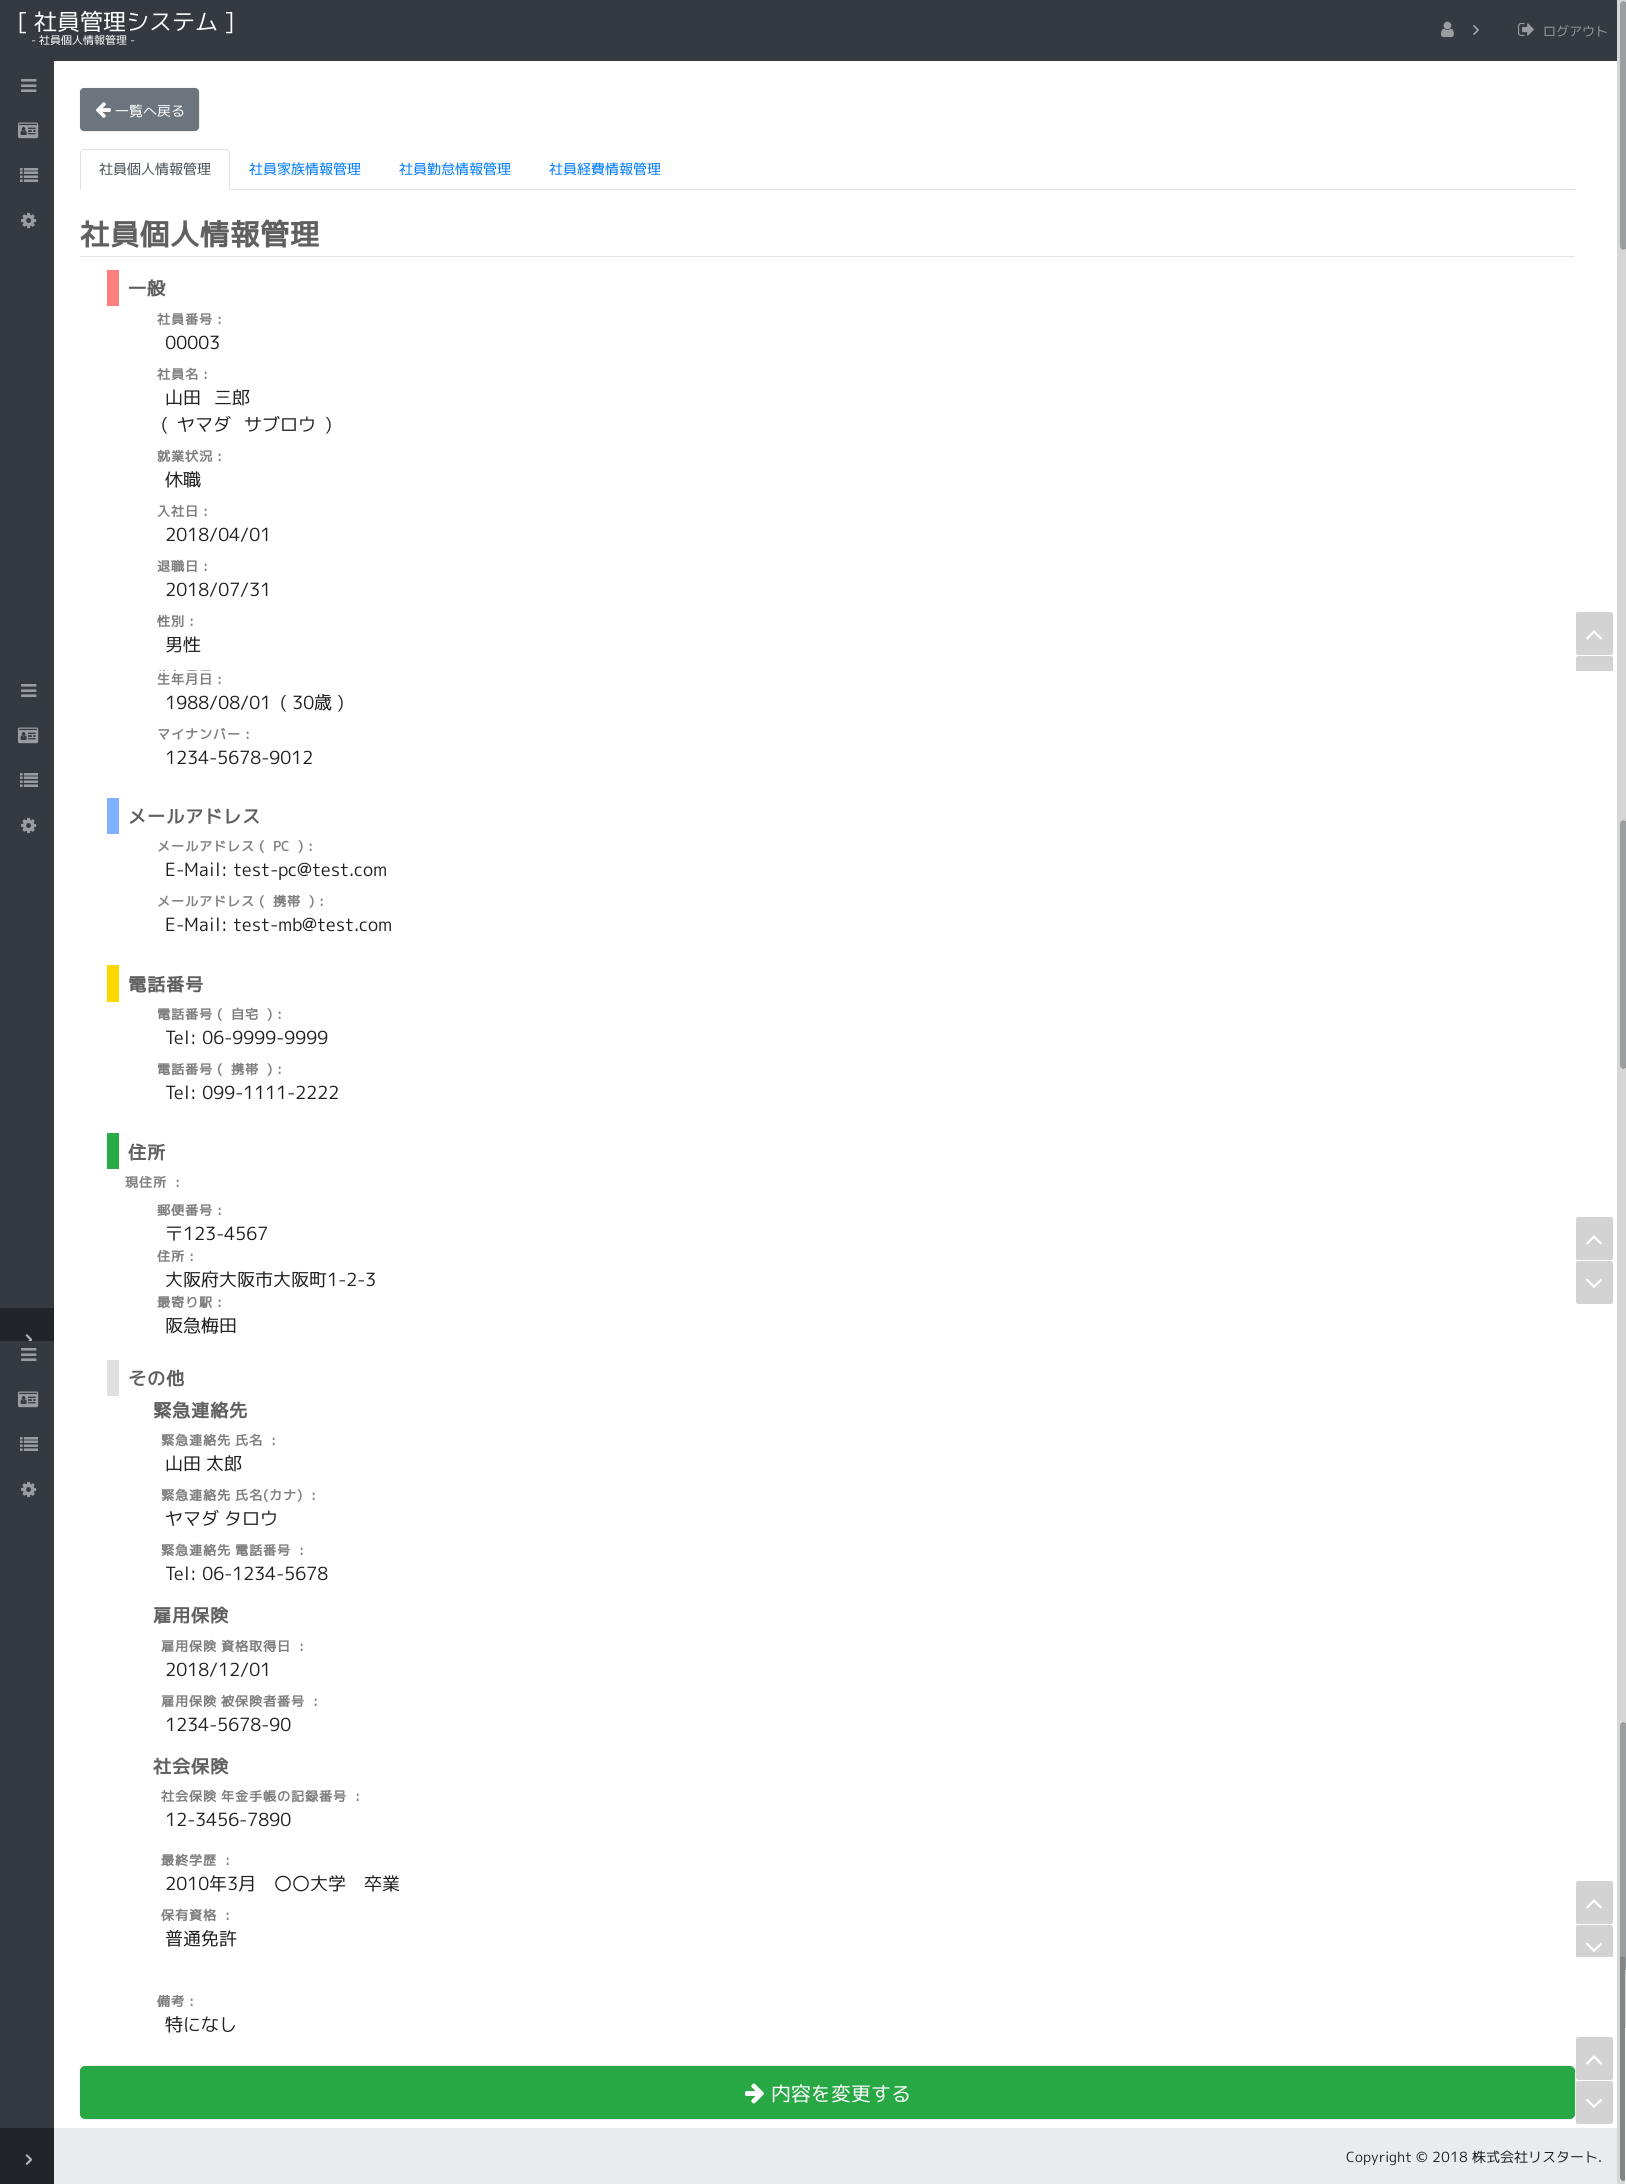 [ 社員管理システム ]
- 社員個人情報管理 -
ログアウト
一覧へ戻る
社員個人情報管理 社員家族情報管理 社員勤怠情報管理 社員経費情報管理
社員個人情報管理
一般
社員番号 :
00003
社員名 :
山田 三郎
( ヤマダ サブロウ )
就業状況 :
休職
入社日 :
2018/04/01
退職日 :
2018/07/31
性別 :
男性
生年月日 :
1988/08/01 ( 30歳 )
マイナンバー :
1234-5678-9012
メールアドレス
メールアドレス ( PC ) :
E-Mail: test-pc@test.com
メールアドレス ( 携帯 ) :
E-Mail: test-mb@test.com
電話番号
電話番号 ( 自宅 ) :
Tel: 06-9999-9999
電話番号 ( 携帯 ) :
Tel: 099-1111-2222
住所
現住所 :
郵便番号 :
〒123-4567
住所 :
大阪府大阪市大阪町1-2-3
最寄り駅 :
阪急梅田
その他
緊急連絡先
緊急連絡先 氏名 :
山田 太郎
緊急連絡先 氏名(カナ) :
ヤマダ タロウ
緊急連絡先 電話番号 :
Tel: 06-1234-5678
雇用保険
雇用保険 資格取得日 :
2018/12/01
雇用保険 被保険者番号 :
1234-5678-90
社会保険
社会保険 年金手帳の記録番号 :
12-3456-7890
最終学歴 :
2010年3月　〇〇大学　卒業
保有資格 :
普通免許
備考 :
特になし
内容を変更する
Copyright © 2018 株式会社リスタート.